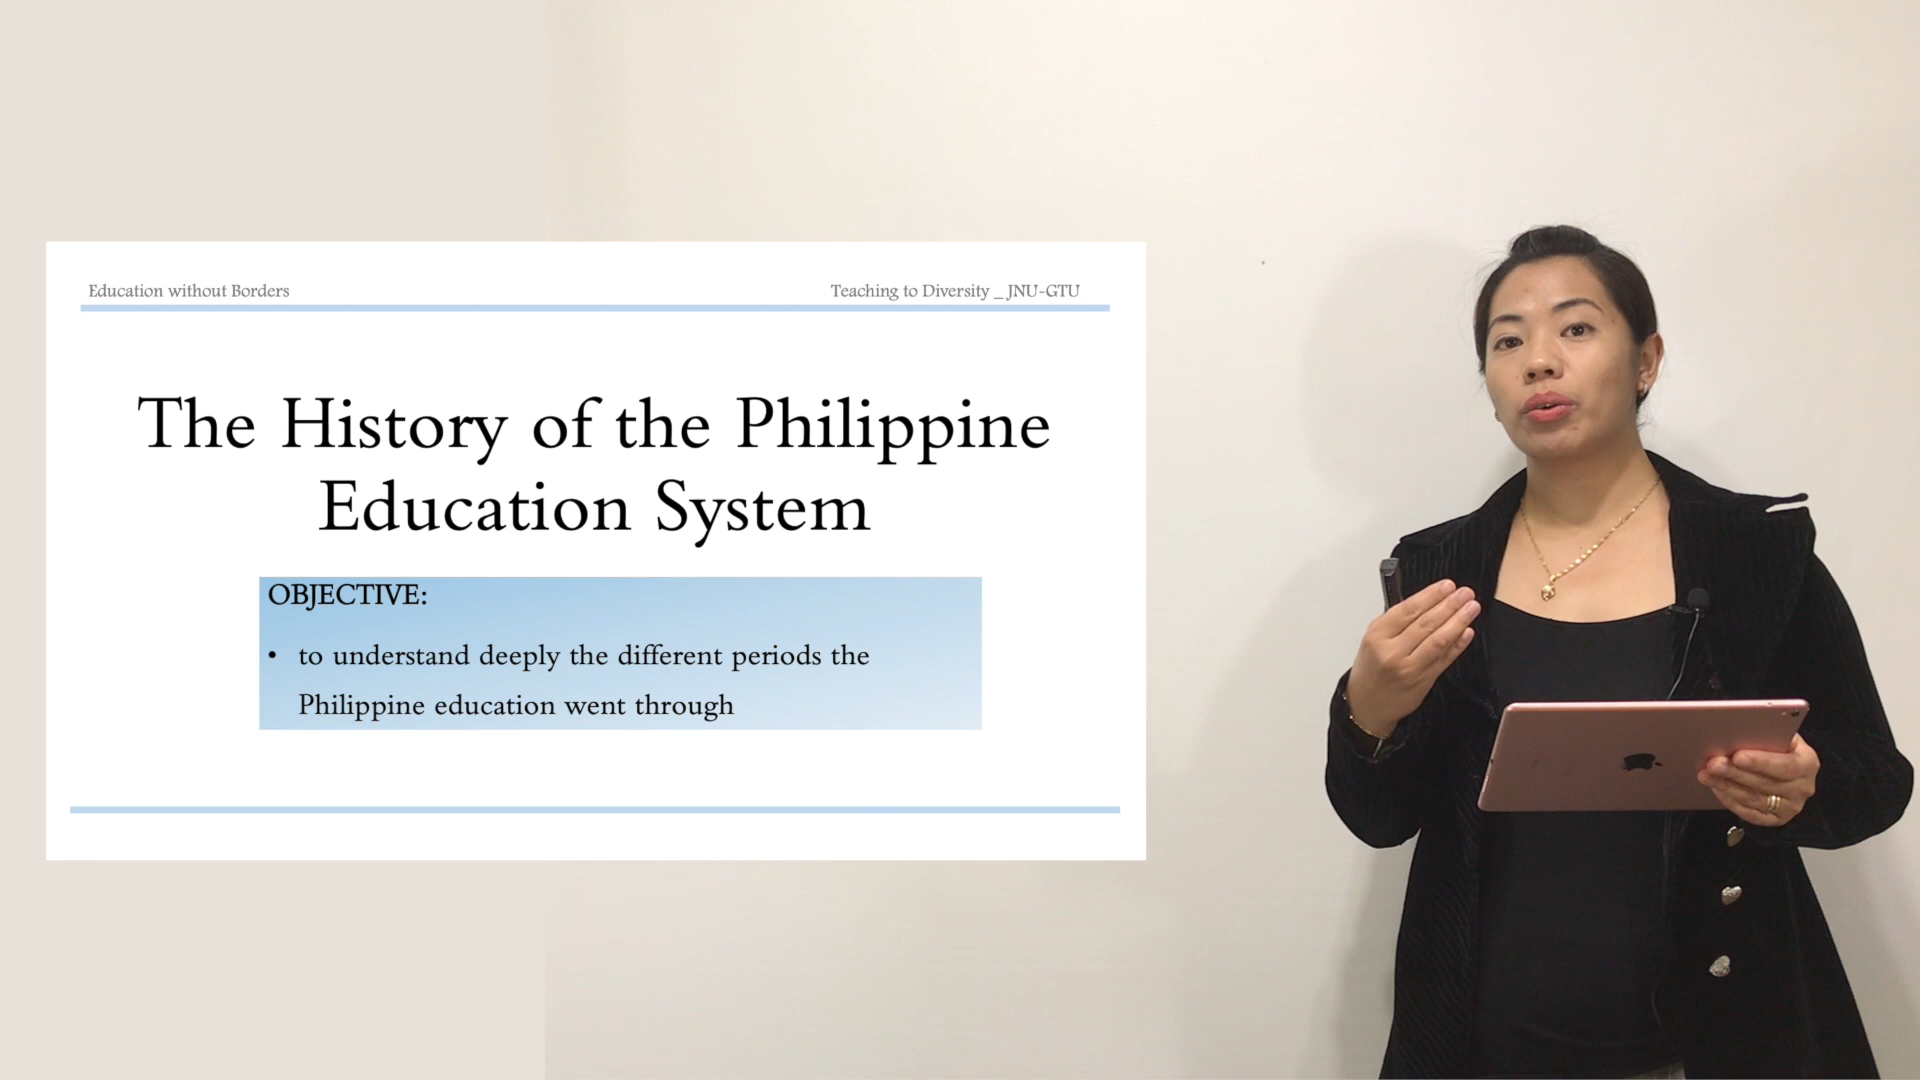 Education without Borders
Teaching to Diversity _ JNU-GTU
The History of the Philippine
Education System
OBJECTIVE:
• to understand deeply the different periods the
Philippine education went through